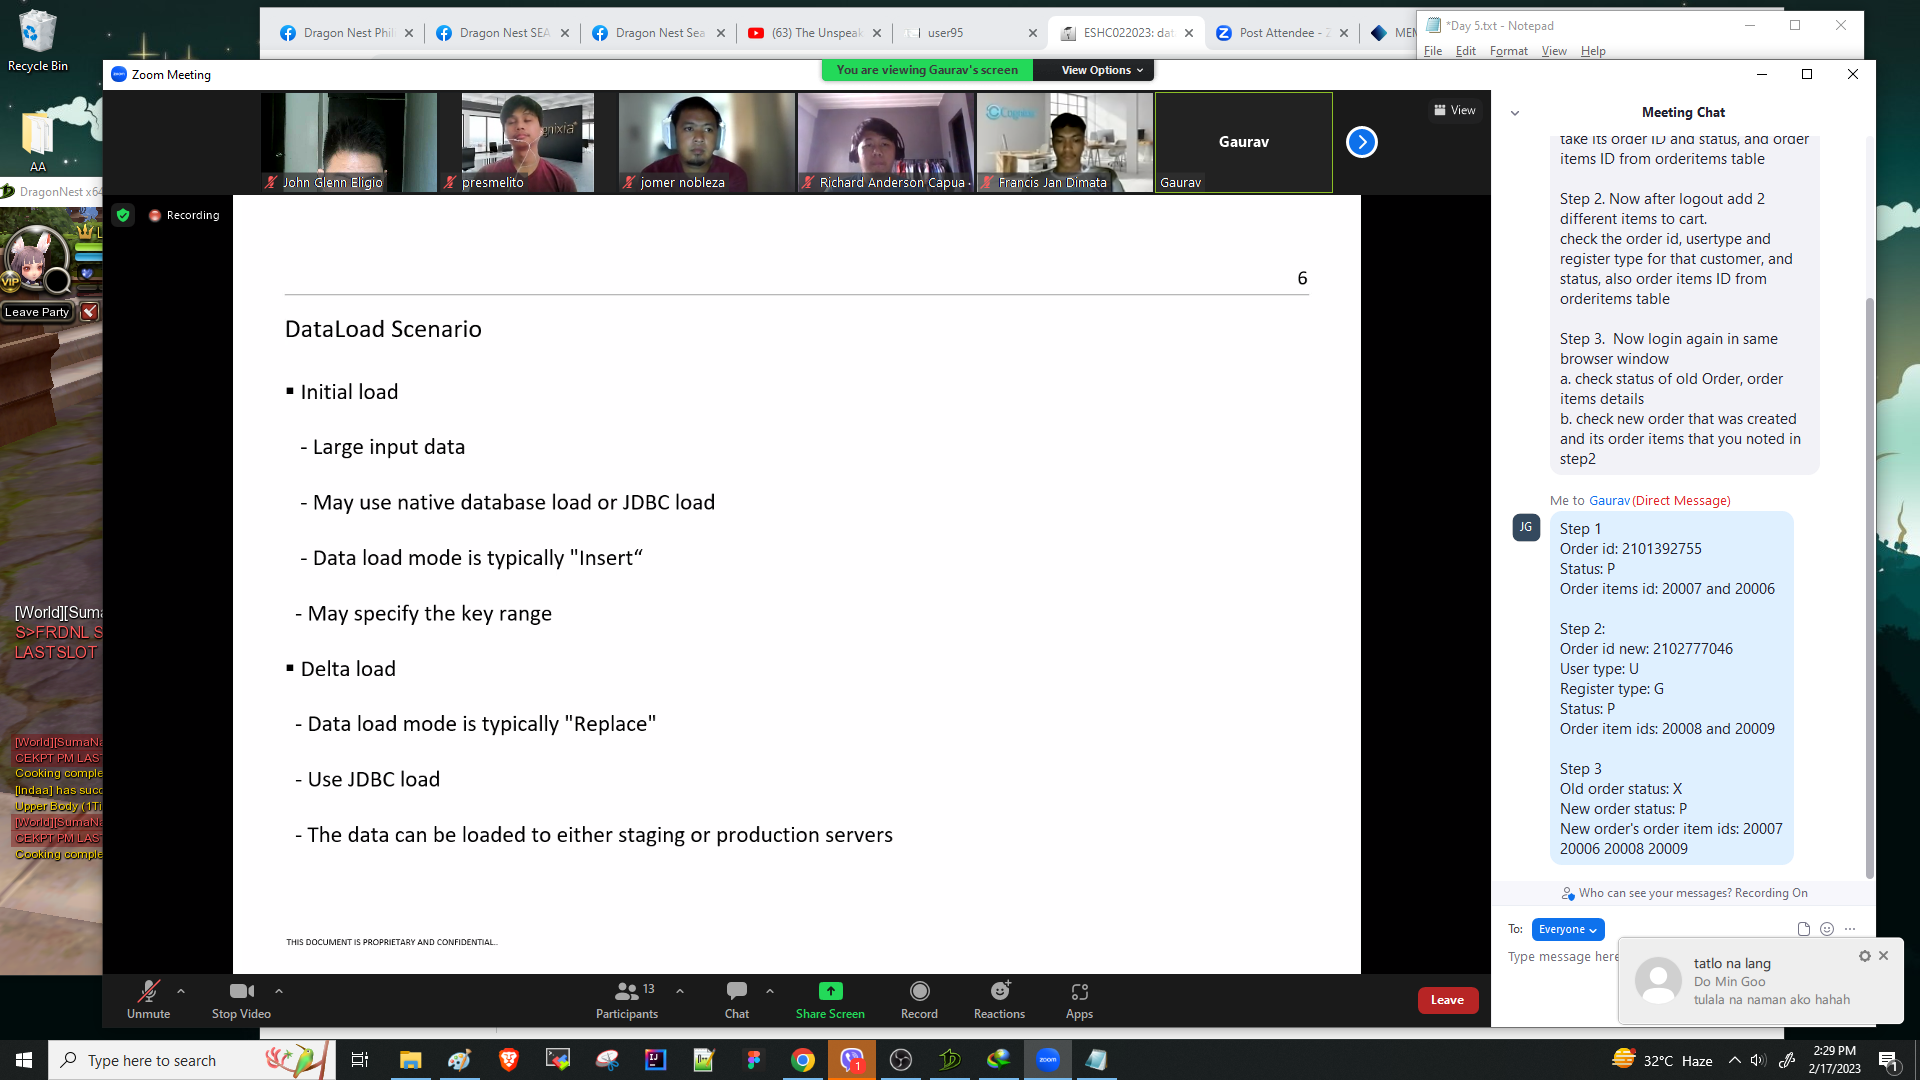 Recycle Bin
AA
DragonNest x64
VIP
Leave Party
[World][Suma
S>FRDNL S
LASTSLOT
[World][SumaNa
CEKPT PM LAS
Cooking comple
[Indaa] has succ
Upper Body (1Ti
[World][SumaNa
CEKPT PM LAS
Cooking comple
Dragon Nest Phil
Dragon Nest SEA
Dragon Nest Sea
(63) The Unspeak
user95
ESHC022023: dat
Post Attendee - Z
MEM
*Day 5.txt - Notepad
File Edit Format View Help
Zoom Meeting
You are viewing Gaurav's screen
View Options
John Glenn Eligio
presmelito
jomer nobleza
Richard Anderson Capua
Francis Jan Dimata
Gaurav
Gaurav
View
Recording
6
DataLoad Scenario
▪ Initial load
- Large input data
- May use native database load or JDBC load
- Data load mode is typically "Insert“
- May specify the key range
▪ Delta load
- Data load mode is typically "Replace"
- Use JDBC load
- The data can be loaded to either staging or production servers
THIS DOCUMENT IS PROPRIETARY AND CONFIDENTIAL..
Meeting Chat
take its order ID and status, and order
items ID from orderitems table
Step 2. Now after logout add 2
different items to cart.
check the order id, usertype and
register type for that customer, and
status, also order items ID from
orderitems table
Step 3.  Now login again in same
browser window
a. check status of old Order, order
items details
b. check new order that was created
and its order items that you noted in
step2
Me to Gaurav (Direct Message)
JG
Step 1
Order id: 2101392755
Status: P
Order items id: 20007 and 20006
Step 2:
Order id new: 2102777046
User type: U
Register type: G
Status: P
Order item ids: 20008 and 20009
Step 3
Old order status: X
New order status: P
New order's order item ids: 20007
20006 20008 20009
Who can see your messages? Recording On
To: Everyone
Type message here
tatlo na lang
Do Min Goo
tulala na naman ako hahah
Unmute
Stop Video
Participants
13
Chat
Share Screen
Record
Reactions
Apps
Leave
Type here to search
32°C Haze
2:29 PM
2/17/2023